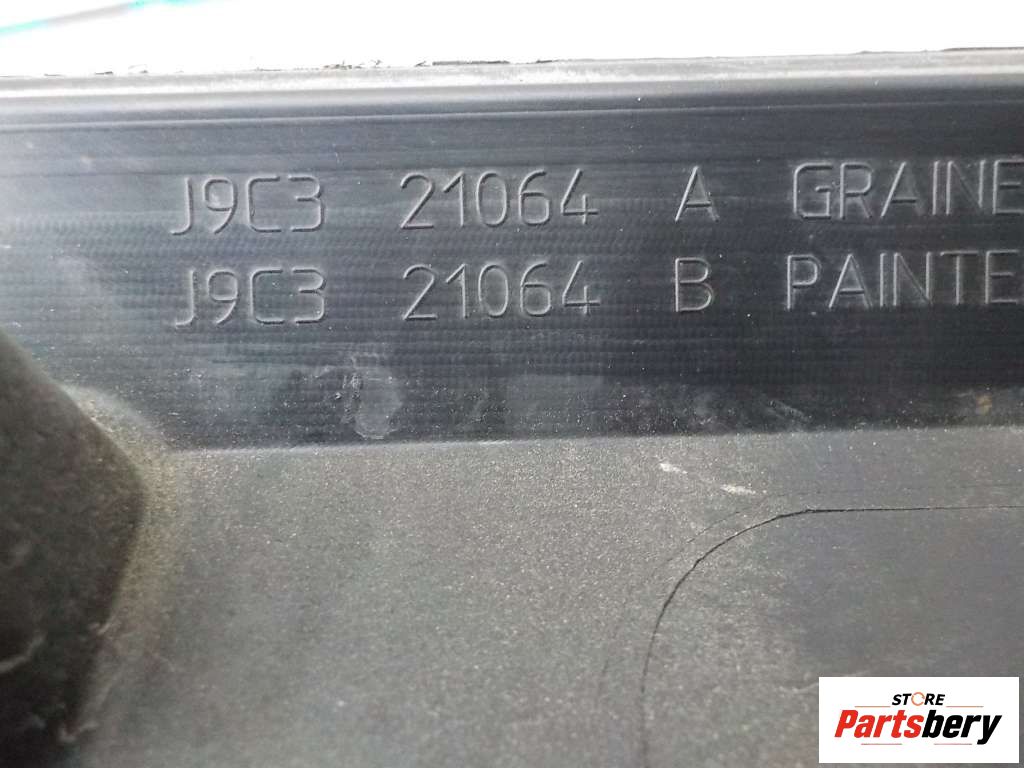 J9C3 21064 A GRAINE
J9C3 21064 B PAINTE
STORE
Partsbery